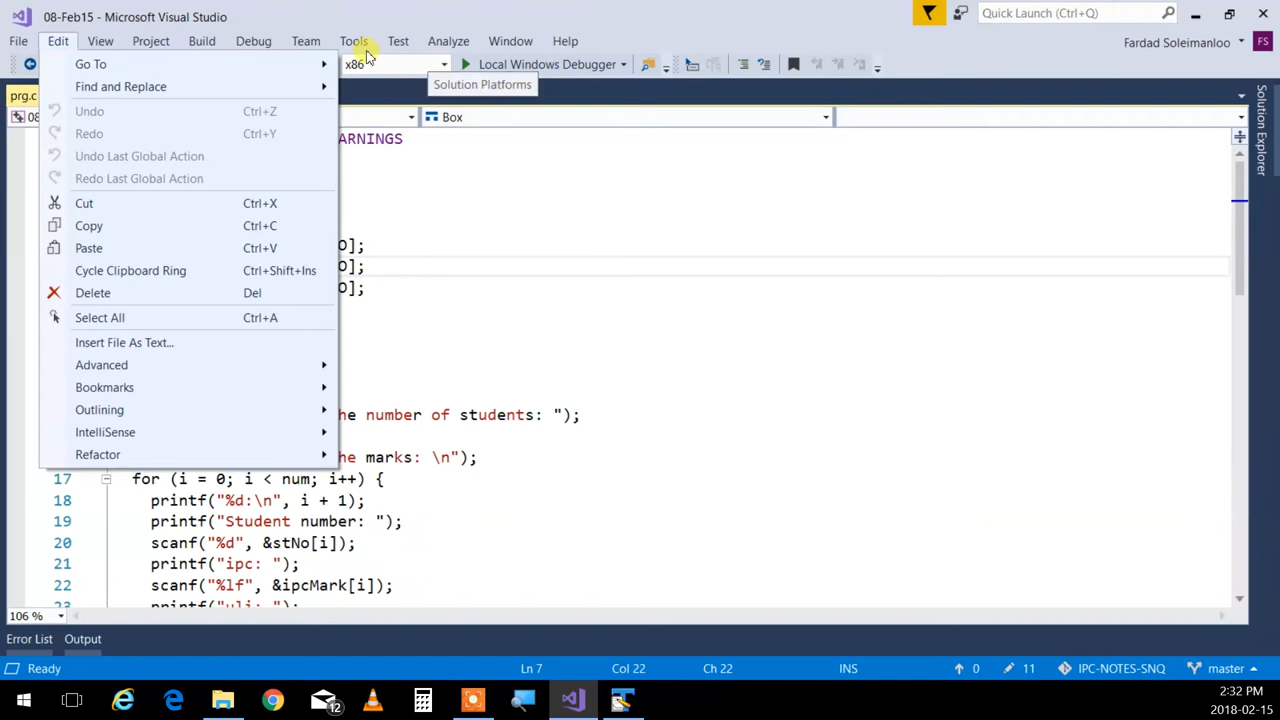 08-Feb15 - Microsoft Visual Studio
Quick Launch (Ctrl+Q)
File Edit View Project Build Debug Team Tools Test Analyze Window Help
Fardad Soleimanloo FS
x86 Local Windows Debugger
Solution Platforms
prg.c
08 Box
Solution Explorer
Go To
Find and Replace
Undo Ctrl+Z
Redo Ctrl+Y
Undo Last Global Action
Redo Last Global Action
Cut Ctrl+X
Copy Ctrl+C
Paste Ctrl+V
Cycle Clipboard Ring Ctrl+Shift+Ins
Delete Del
Select All Ctrl+A
Insert File As Text...
Advanced
Bookmarks
Outlining
IntelliSense
Refactor
ARNINGS
O];
O];
O];
he number of students: ");
he marks: \n");
17 for (i = 0; i < num; i++) {
18 printf("%d:\n", i + 1);
19 printf("Student number: ");
20 scanf("%d", &stNo[i]);
21 printf("ipc: ");
22 scanf("%lf", &ipcMark[i]);
23 printf("uli: ");
106 %
Error List Output
Ready Ln 7 Col 22 Ch 22 INS 0 11 IPC-NOTES-SNQ master
12
2:32 PM
2018-02-15